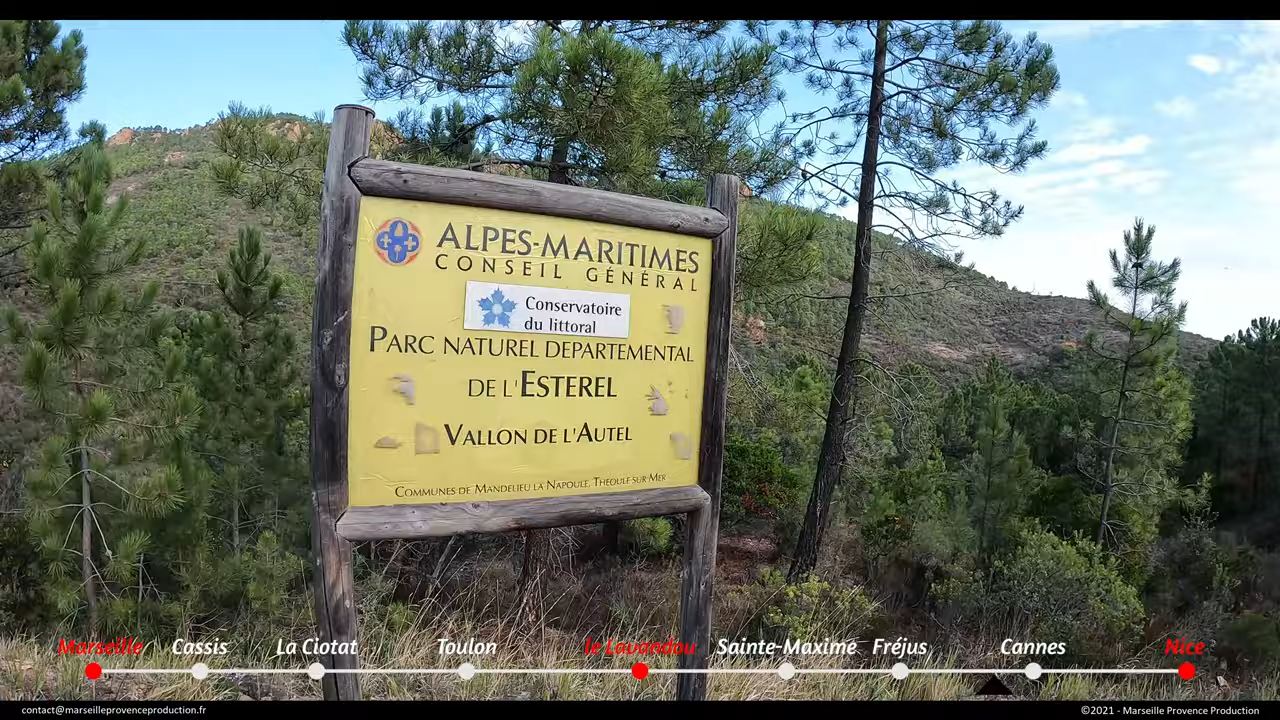 ALPES-MARITIMES
CONSEIL GÉNÉRAL
Conservatoire
du littoral
PARC NATUREL DEPARTEMENTAL
DE L'ESTEREL
VALLON DE L'AUTEL
COMMUNES DE MANDELIEU LA NAPOULE, THEOULE SUR MER
Marseille Cassis La Ciotat Toulon le Lavandou Sainte-Maxime Fréjus Cannes Nice
contact@marseilleprovenceproduction.fr ©2021 - Marseille Provence Production